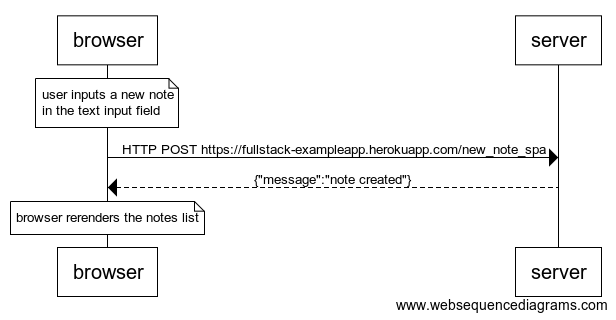 browser
server
user inputs a new note
in the text input field
HTTP POST https://fullstack-exampleapp.herokuapp.com/new_note_spa
{"message":"note created"}
browser rerenders the notes list
browser
server
www.websequencediagrams.com